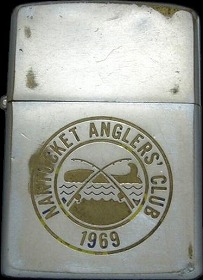 NANTUCKET ANGLERS' CLUB
1969